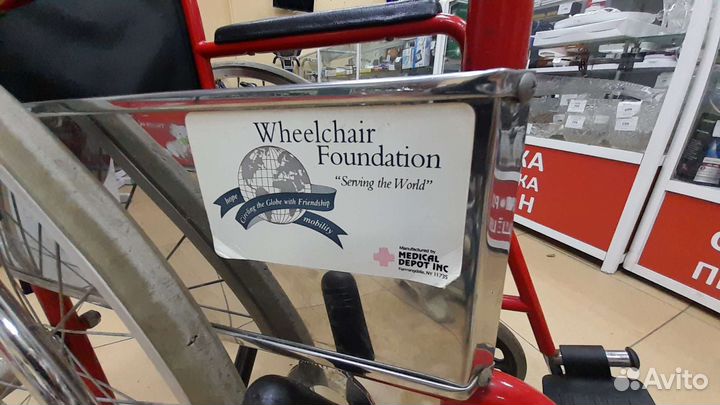 Wheelchair
Foundation
"Serving the World"
hope
Circling the Globe with Friendship
mobility
Manufactured by
MEDICAL
DEPOT INC
Farmingdale, NY 11735
КА
Н
Avito